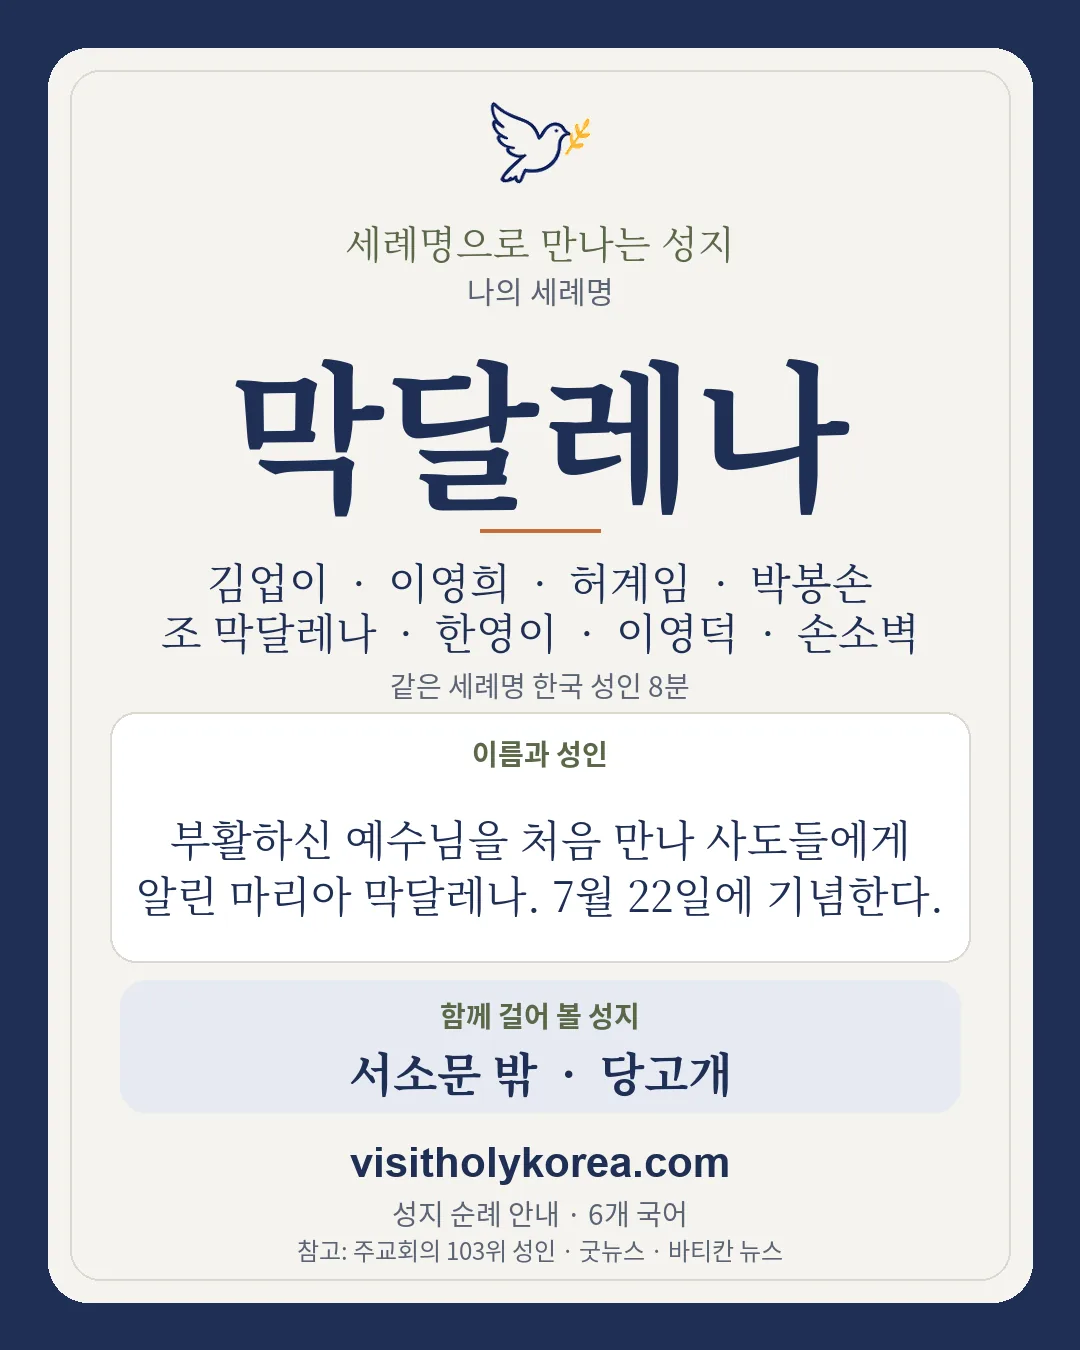 세례명으로 만나는 성지
나의 세례명
막달레나
김업이 · 이영희 · 허계임 · 박봉손
조 막달레나 · 한영이 · 이영덕 · 손소벽
같은 세례명 한국 성인 8분
이름과 성인
부활하신 예수님을 처음 만나 사도들에게
알린 마리아 막달레나. 7월 22일에 기념한다.
함께 걸어 볼 성지
서소문 밖 · 당고개
visitholykorea.com
성지 순례 안내 · 6개 국어
참고: 주교회의 103위 성인 · 굿뉴스 · 바티칸 뉴스